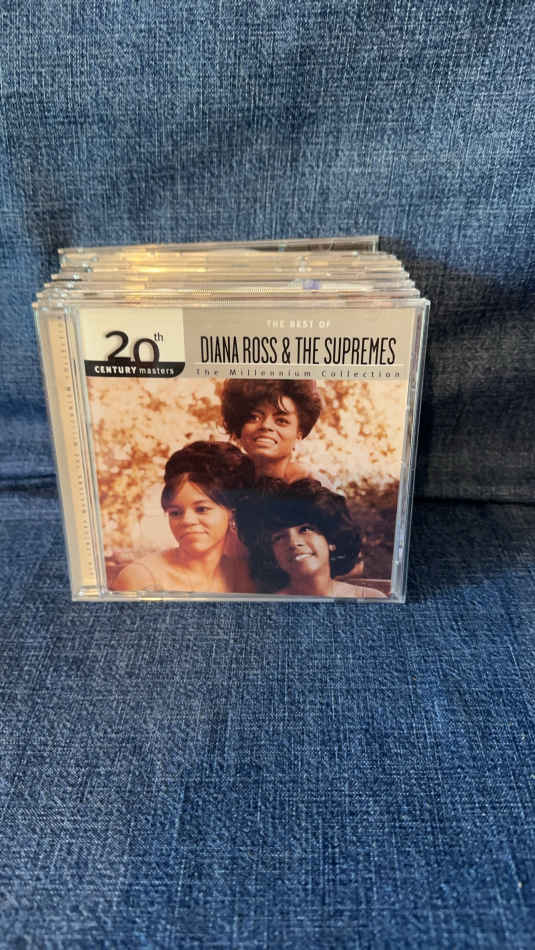 20th
CENTURY masters
THE BEST OF
DIANA ROSS & THE SUPREMES
The Millennium Collection